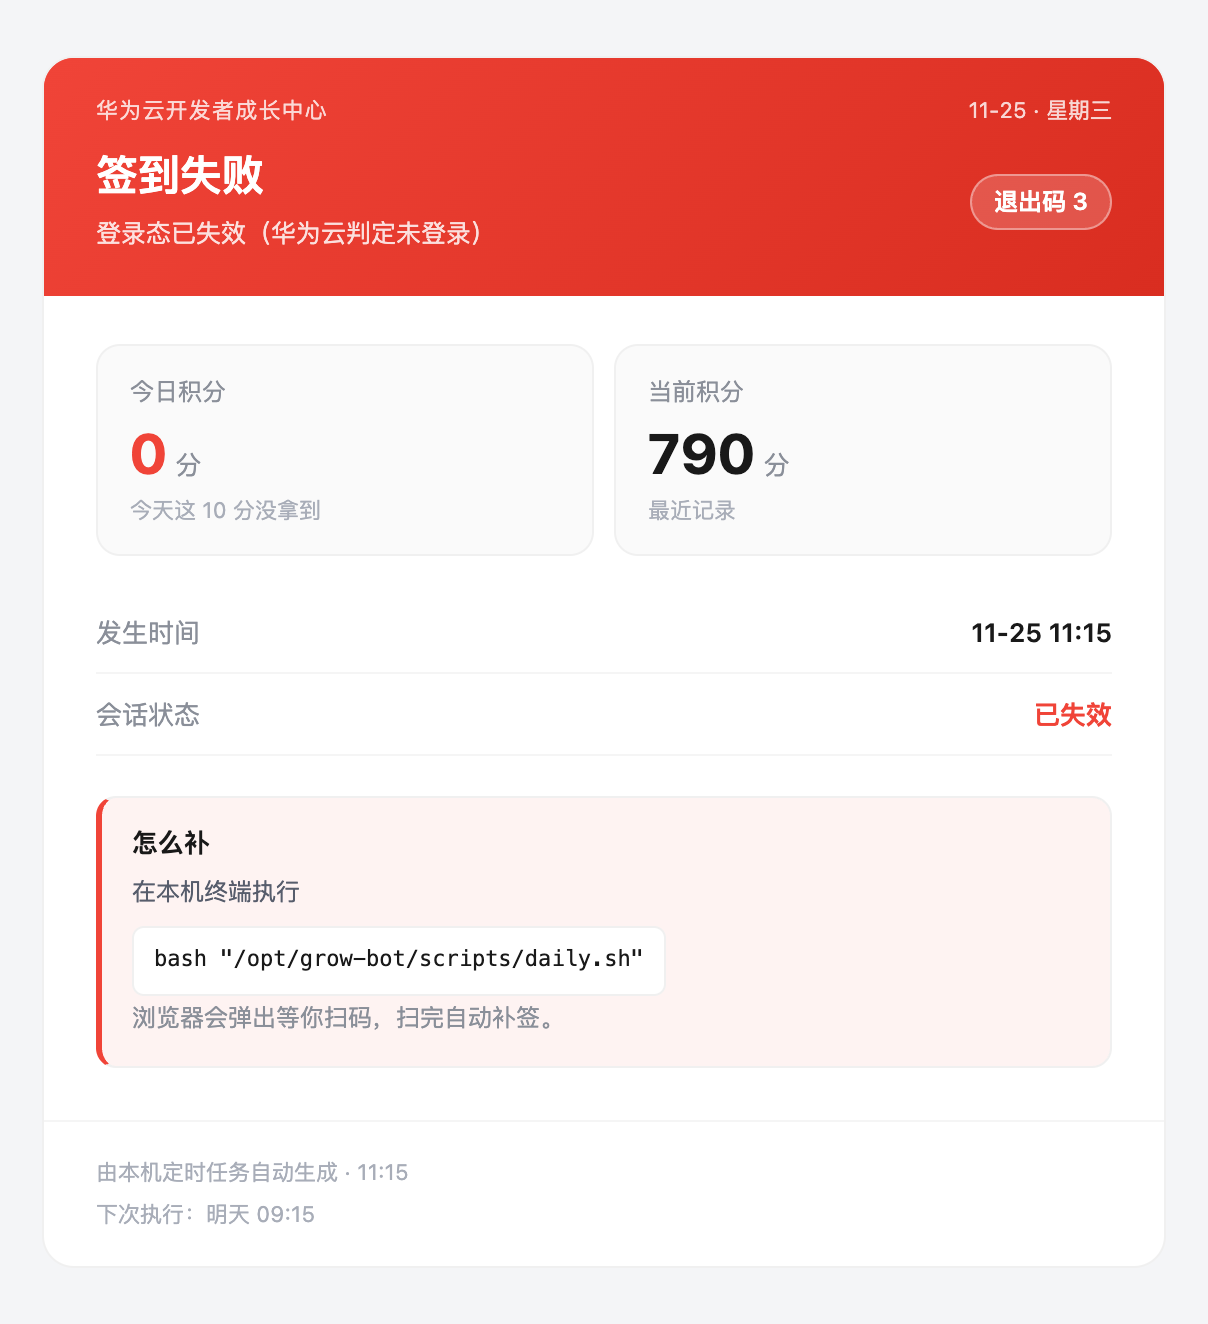 华为云开发者成长中心
11-25 · 星期三
签到失败
登录态已失效（华为云判定未登录）
退出码 3
今日积分
0 分
今天这 10 分没拿到
当前积分
790 分
最近记录
发生时间
11-25 11:15
会话状态
已失效
怎么补
在本机终端执行
bash "/opt/grow-bot/scripts/daily.sh"
浏览器会弹出等你扫码，扫完自动补签。
由本机定时任务自动生成 · 11:15
下次执行：明天 09:15